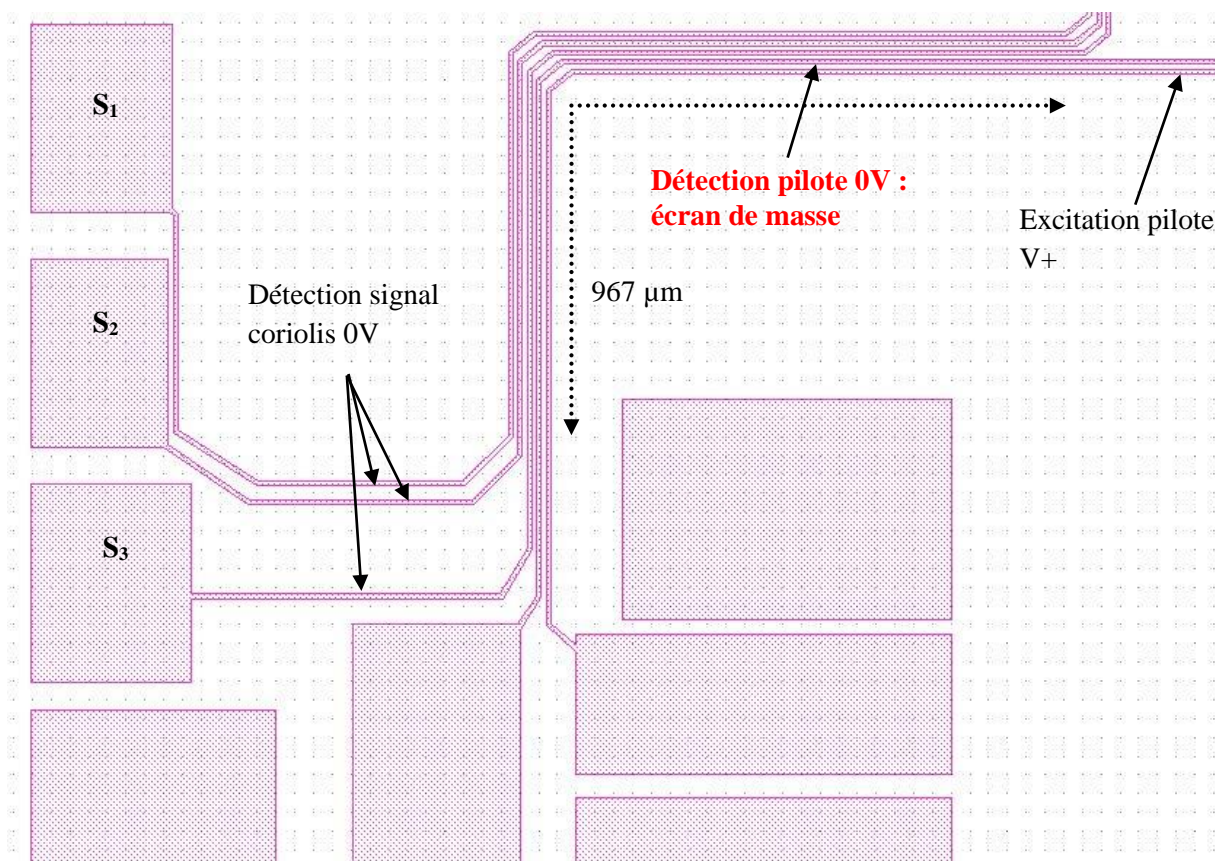 S1
Détection pilote 0V :
écran de masse
Excitation pilote
V+
Détection signal
coriolis 0V
967 µm
S2
S3